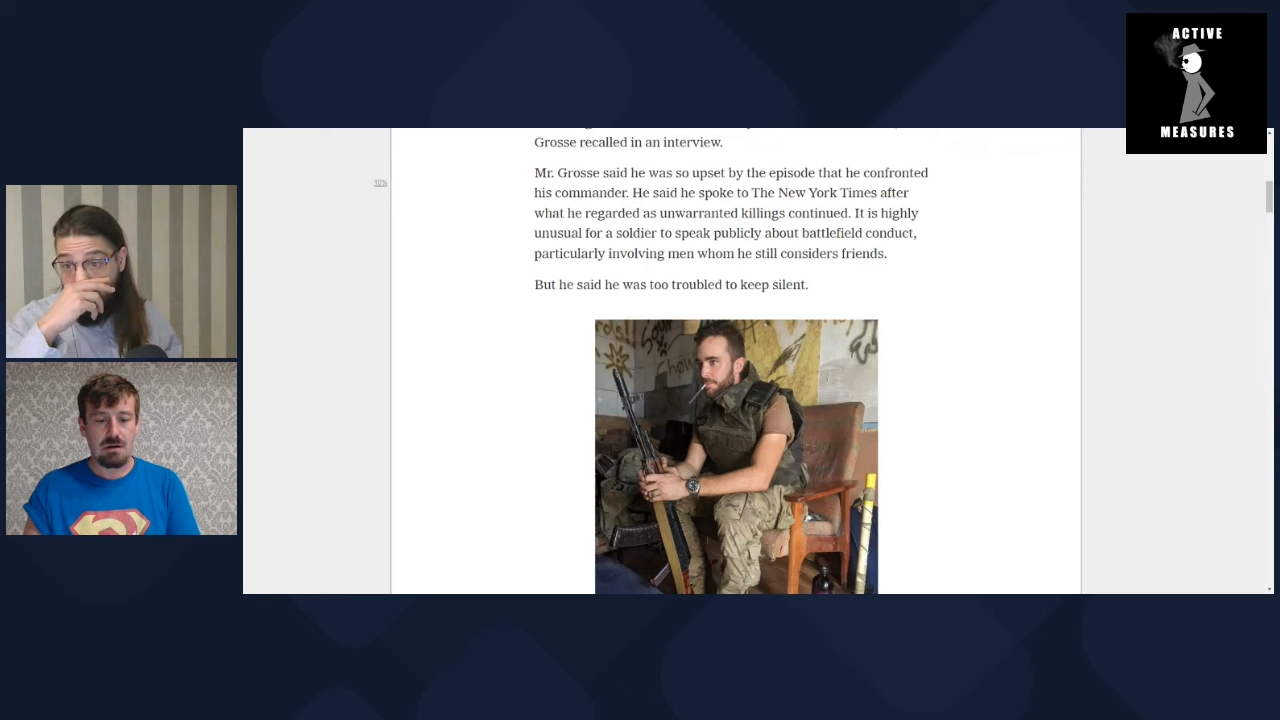 ACTIVE
MEASURES
Grosse recalled in an interview.
10%
Mr. Grosse said he was so upset by the episode that he confronted
his commander. He said he spoke to The New York Times after
what he regarded as unwarranted killings continued. It is highly
unusual for a soldier to speak publicly about battlefield conduct,
particularly involving men whom he still considers friends.
But he said he was too troubled to keep silent.